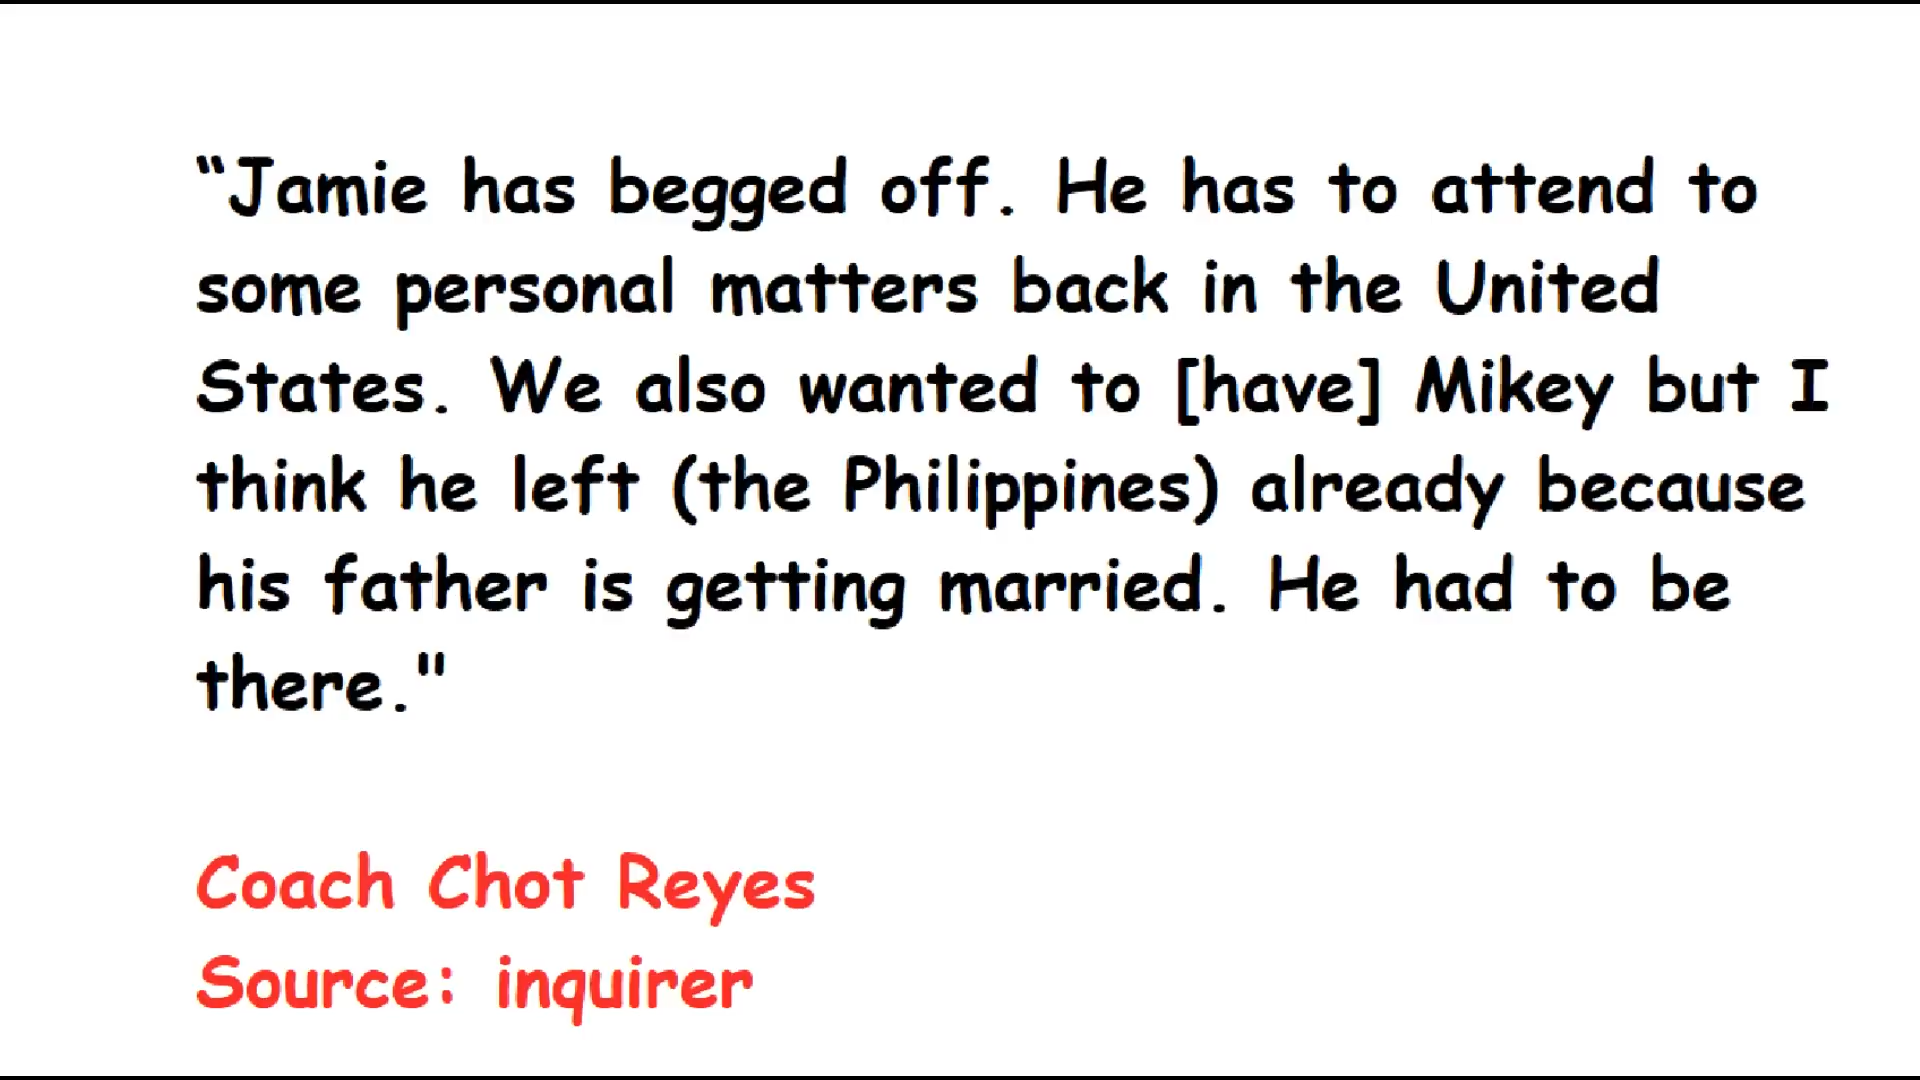 “Jamie has begged off. He has to attend to
some personal matters back in the United
States. We also wanted to [have] Mikey but I
think he left (the Philippines) already because
his father is getting married. He had to be
there."
Coach Chot Reyes
Source: inquirer